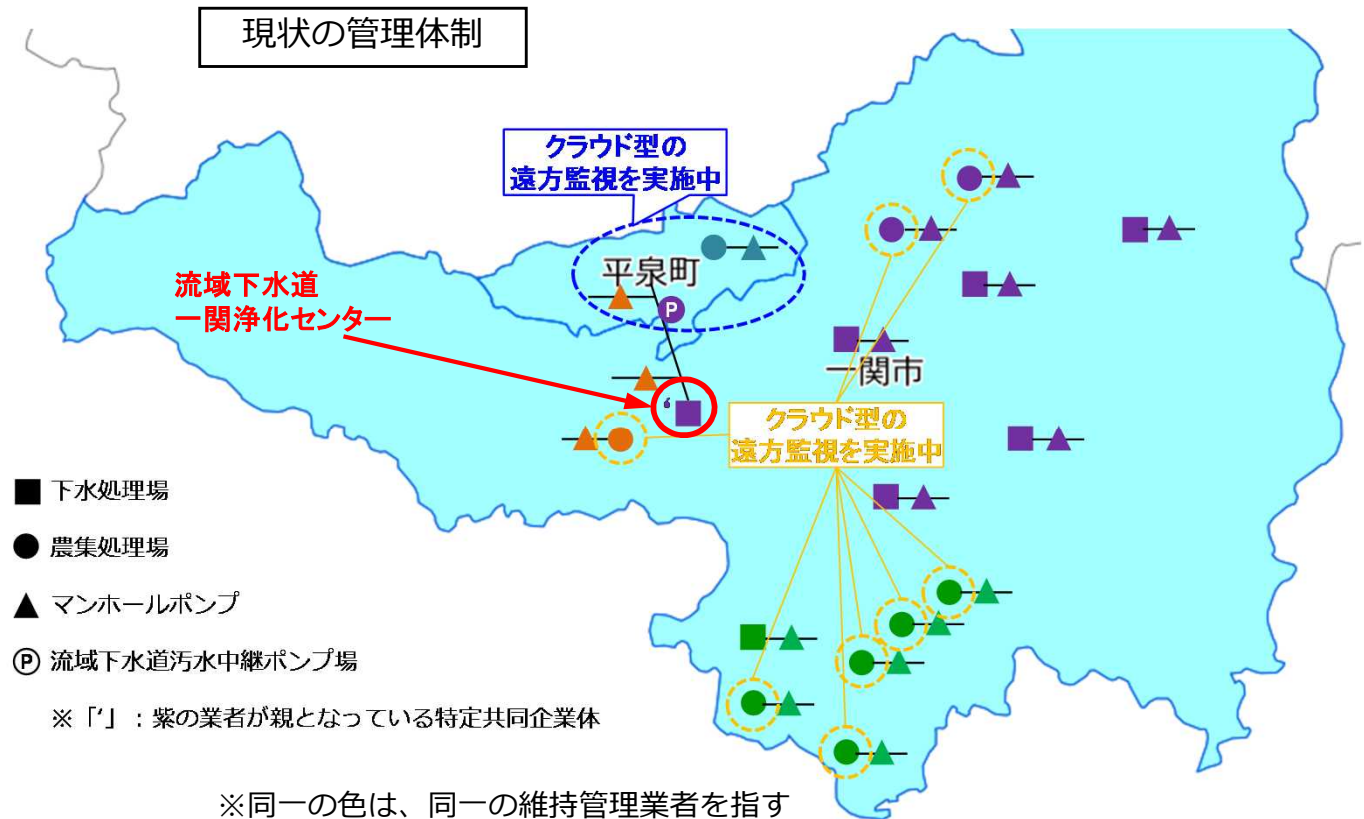 現状の管理体制
クラウド型の
遠方監視を実施中
平泉町
P
流域下水道
一関浄化センター
一関市
‘
クラウド型の
遠方監視を実施中
下水処理場
農集処理場
マンホールポンプ
Ⓟ 流域下水道汚水中継ポンプ場
※「‘」：紫の業者が親となっている特定共同企業体
※同一の色は、同一の維持管理業者を指す